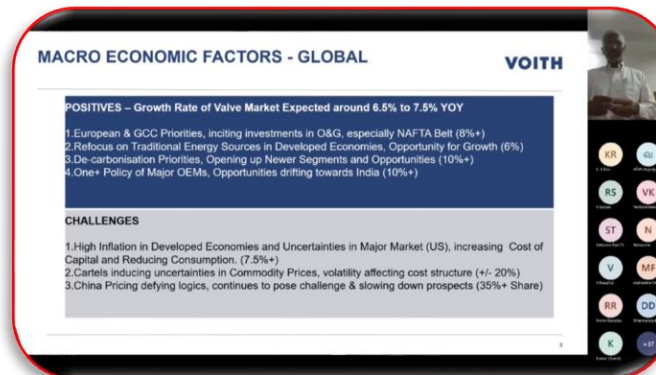 MACRO ECONOMIC FACTORS - GLOBAL
VOITH
POSITIVES – Growth Rate of Valve Market Expected around 6.5% to 7.5% YOY
1.European & GCC Priorities, inciting investments in O&G, especially NAFTA Belt (8%+)
2.Refocus on Traditional Energy Sources in Developed Economies, Opportunity for Growth (6%)
3.De-carbonisation Priorities, Opening up Newer Segments and Opportunities (10%+)
4.One+ Policy of Major OEMs, Opportunities drifting towards India (10%+)
CHALLENGES
1.High Inflation in Developed Economies and Uncertainties in Major Market (US), increasing Cost of
Capital and Reducing Consumption. (7.5%+)
2.Cartels inducing uncertainties in Commodity Prices, volatility affecting cost structure (+/- 20%)
3.China Pricing defying logics, continues to pose challenge & slowing down prospects (35%+ Share)
KR
RS
VK
ST
N
V
MF
RR
DD
K
+37